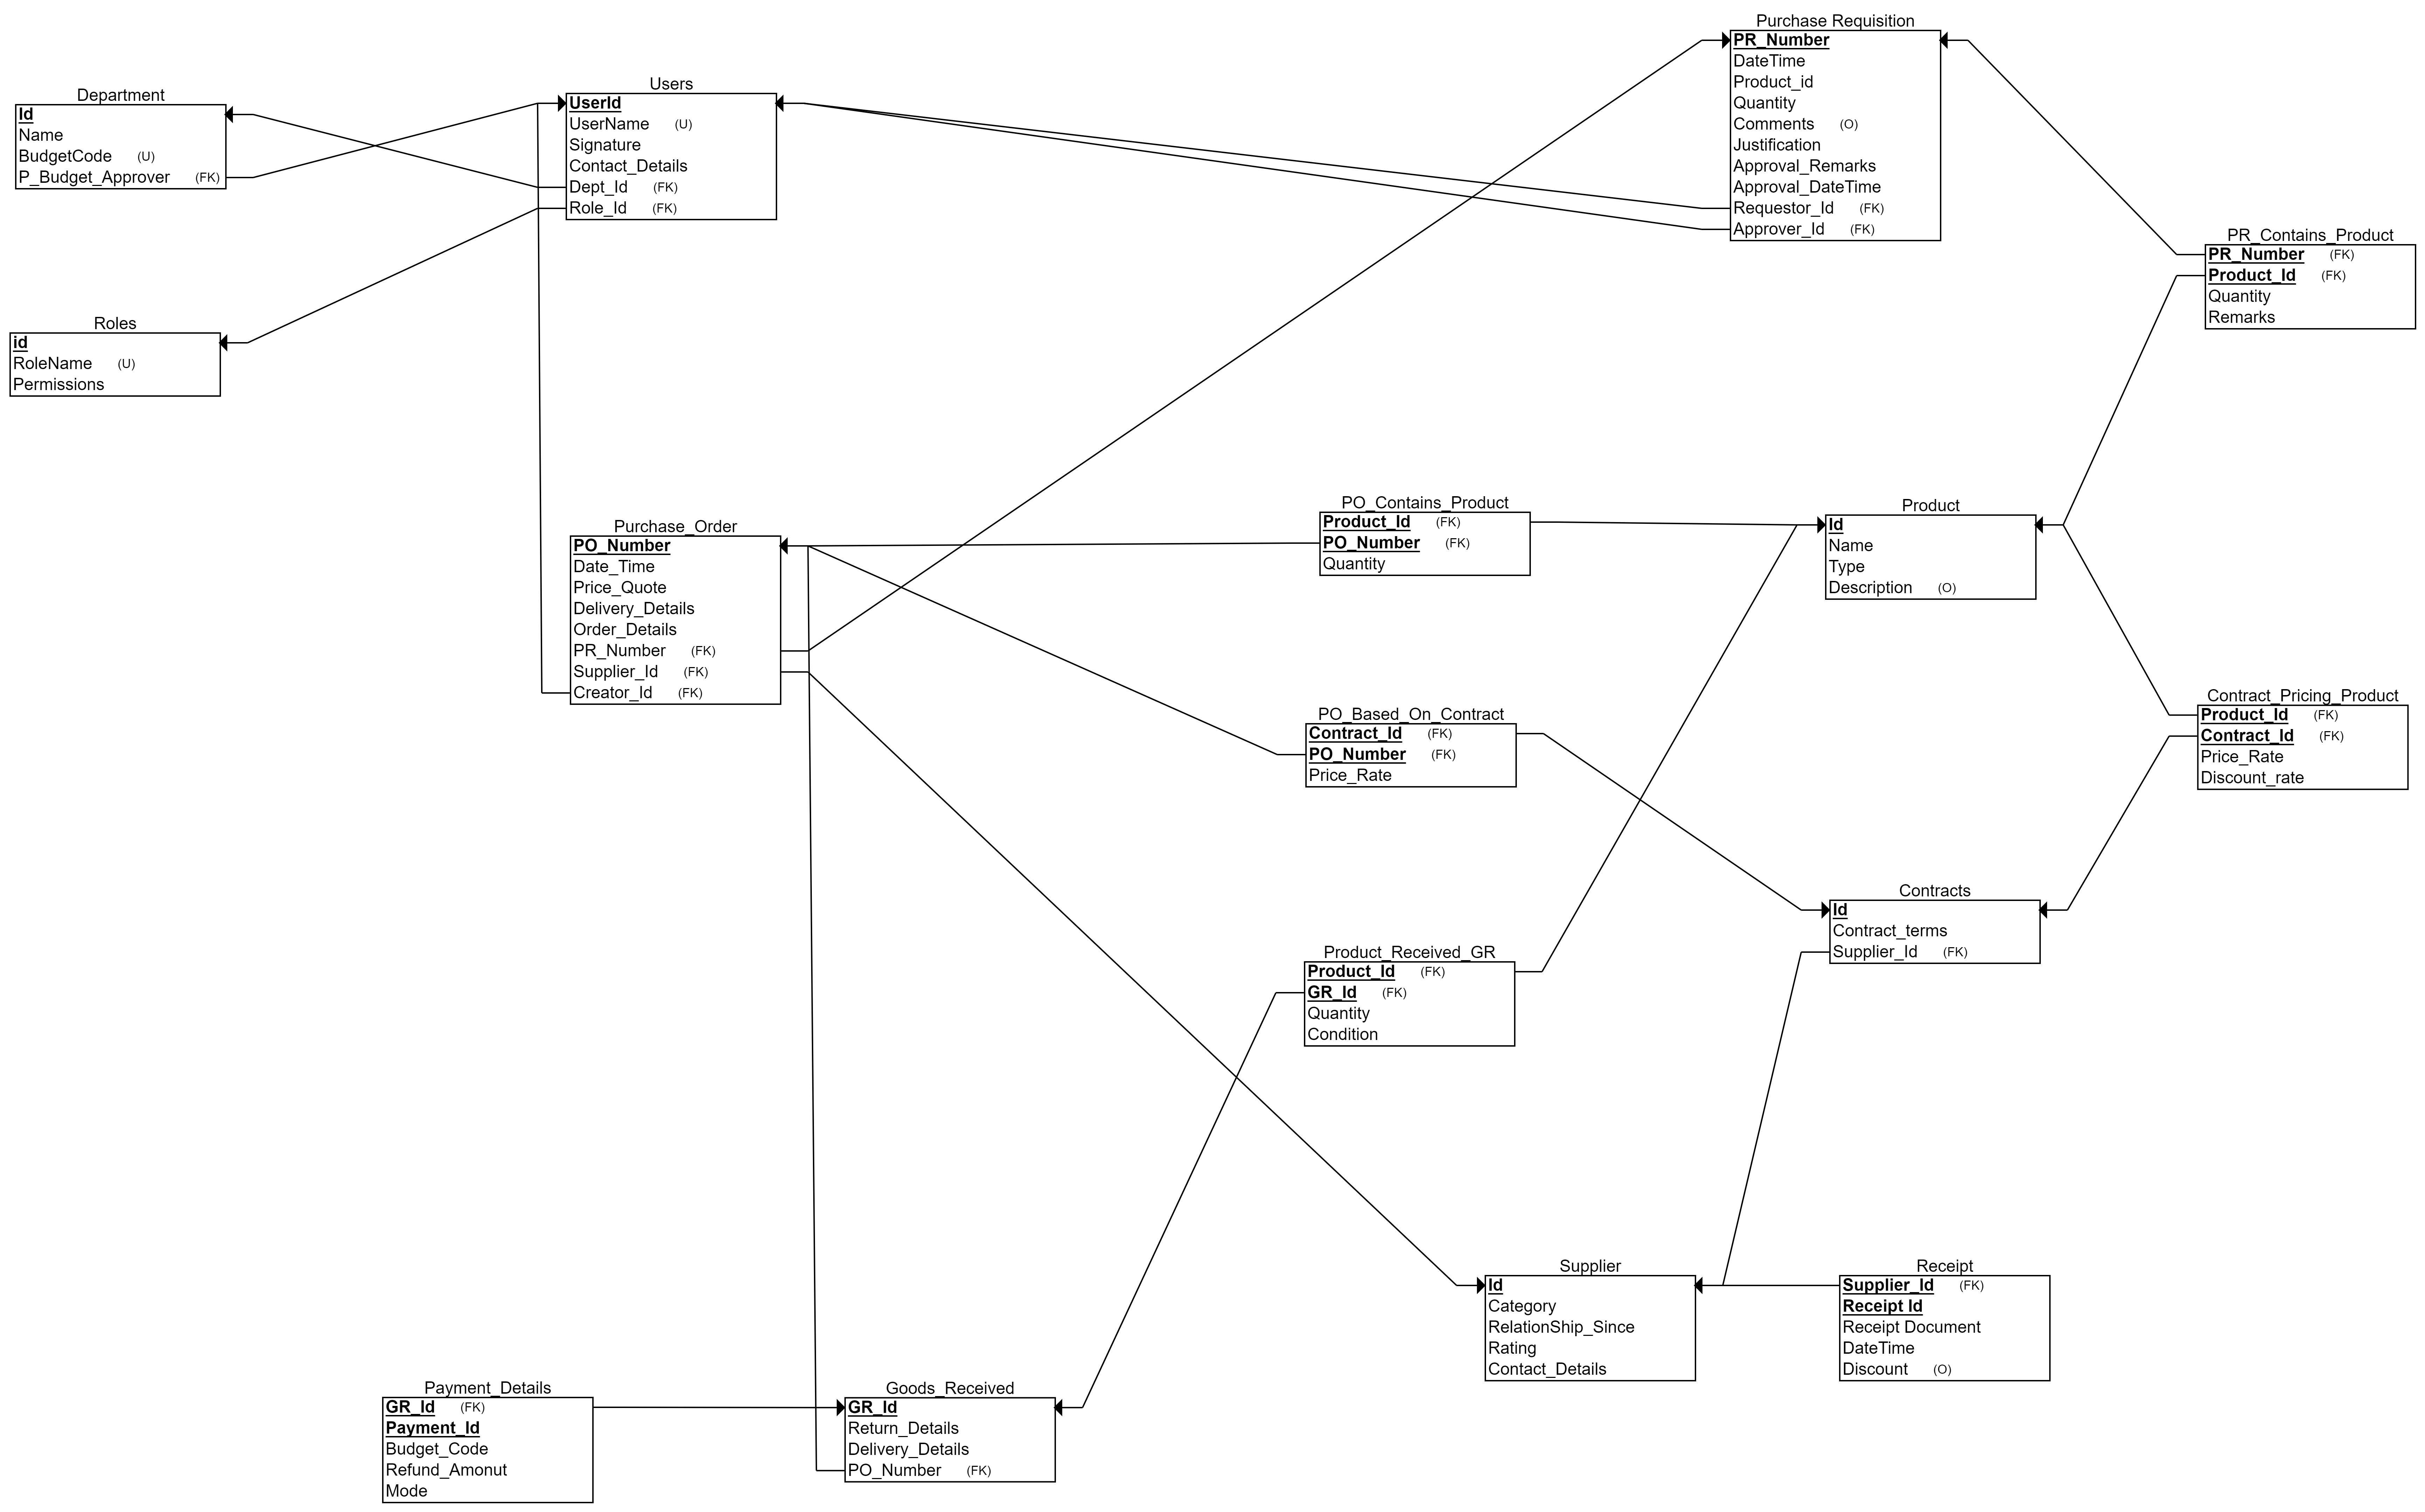 Purchase Requisition
PR_Number
DateTime
Product_id
Quantity
Comments (O)
Justification
Approval_Remarks
Approval_DateTime
Requestor_Id (FK)
Approver_Id (FK)
Users
UserId
UserName (U)
Signature
Contact_Details
Dept_Id (FK)
Role_Id (FK)
Department
Id
Name
BudgetCode (U)
P_Budget_Approver (FK)
PR_Contains_Product
PR_Number (FK)
Product_Id (FK)
Quantity
Remarks
Roles
id
RoleName (U)
Permissions
PO_Contains_Product
Product_Id (FK)
PO_Number (FK)
Quantity
Product
Id
Name
Type
Description (O)
Purchase_Order
PO_Number
Date_Time
Price_Quote
Delivery_Details
Order_Details
PR_Number (FK)
Supplier_Id (FK)
Creator_Id (FK)
Contract_Pricing_Product
Product_Id (FK)
Contract_Id (FK)
Price_Rate
Discount_rate
PO_Based_On_Contract
Contract_Id (FK)
PO_Number (FK)
Price_Rate
Contracts
Id
Contract_terms
Supplier_Id (FK)
Product_Received_GR
Product_Id (FK)
GR_Id (FK)
Quantity
Condition
Supplier
Id
Category
RelationShip_Since
Rating
Contact_Details
Receipt
Supplier_Id (FK)
Receipt Id
Receipt Document
DateTime
Discount (O)
Payment_Details
GR_Id (FK)
Payment_Id
Budget_Code
Refund_Amonut
Mode
Goods_Received
GR_Id
Return_Details
Delivery_Details
PO_Number (FK)